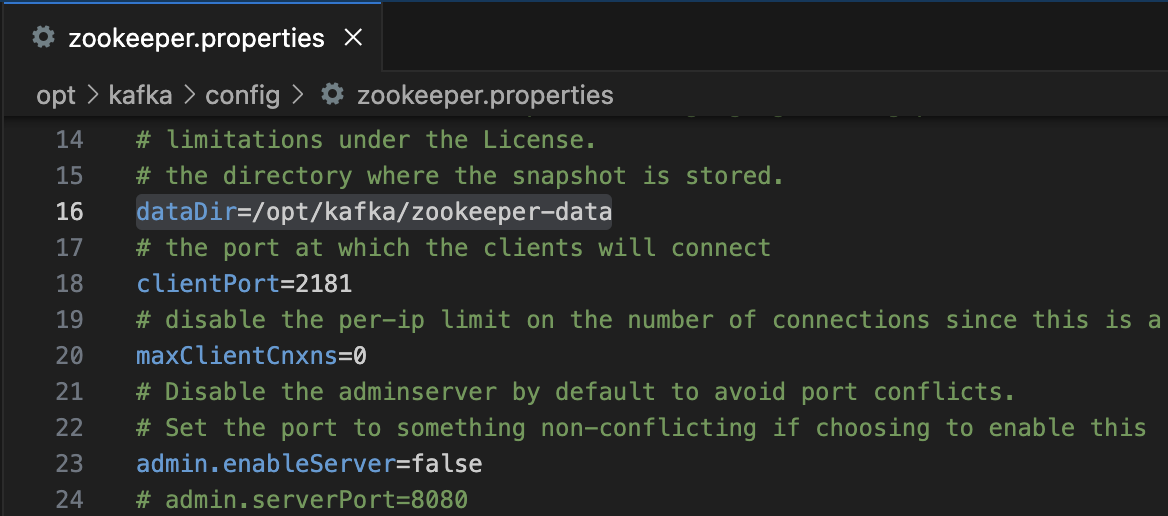 zookeeper.properties
opt > kafka > config > zookeeper.properties
14 # limitations under the License.
15 # the directory where the snapshot is stored.
16 dataDir=/opt/kafka/zookeeper-data
17 # the port at which the clients will connect
18 clientPort=2181
19 # disable the per-ip limit on the number of connections since this is a
20 maxClientCnxns=0
21 # Disable the adminserver by default to avoid port conflicts.
22 # Set the port to something non-conflicting if choosing to enable this
23 admin.enableServer=false
24 # admin.serverPort=8080